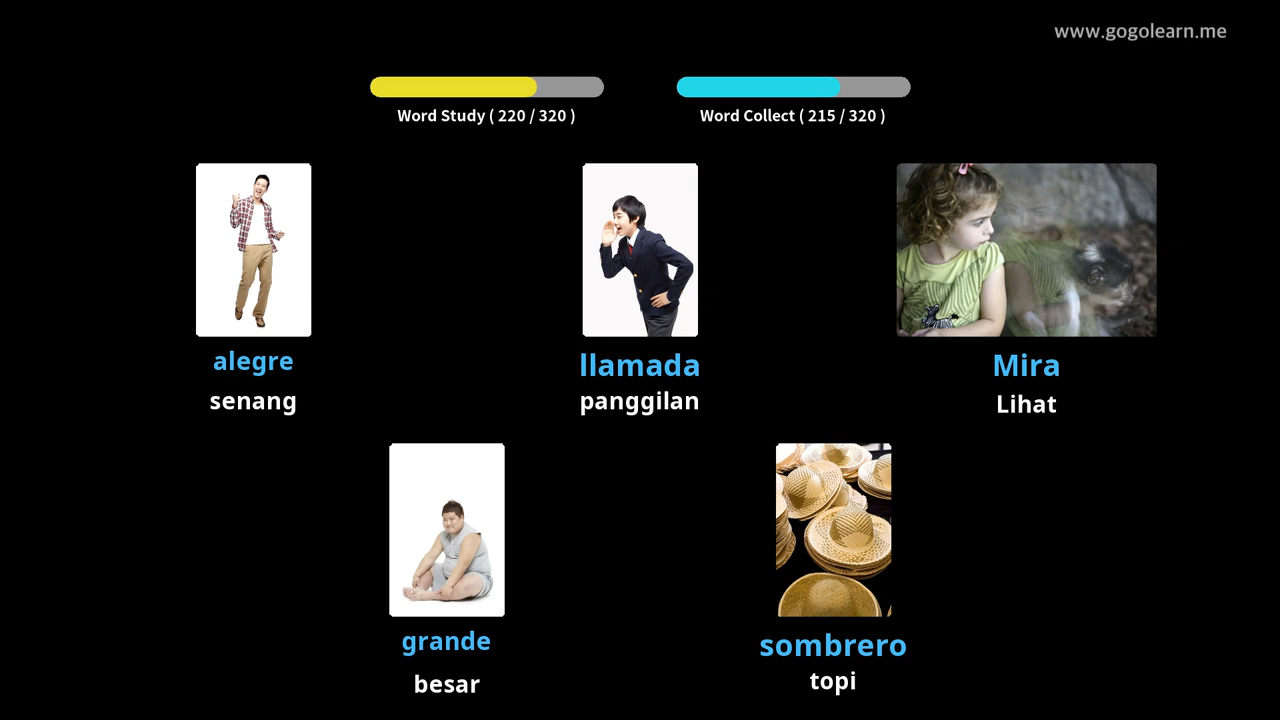 www.gogolearn.me
Word Study ( 220 / 320 )
Word Collect ( 215 / 320 )
alegre
senang
llamada
panggilan
Mira
Lihat
grande
besar
sombrero
topi